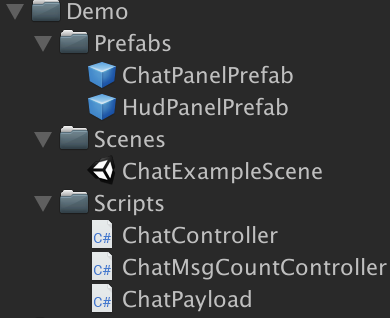 Demo
Prefabs
ChatPanelPrefab
HudPanelPrefab
Scenes
ChatExampleScene
Scripts
C# ChatController
C# ChatMsgCountController
C# ChatPayload